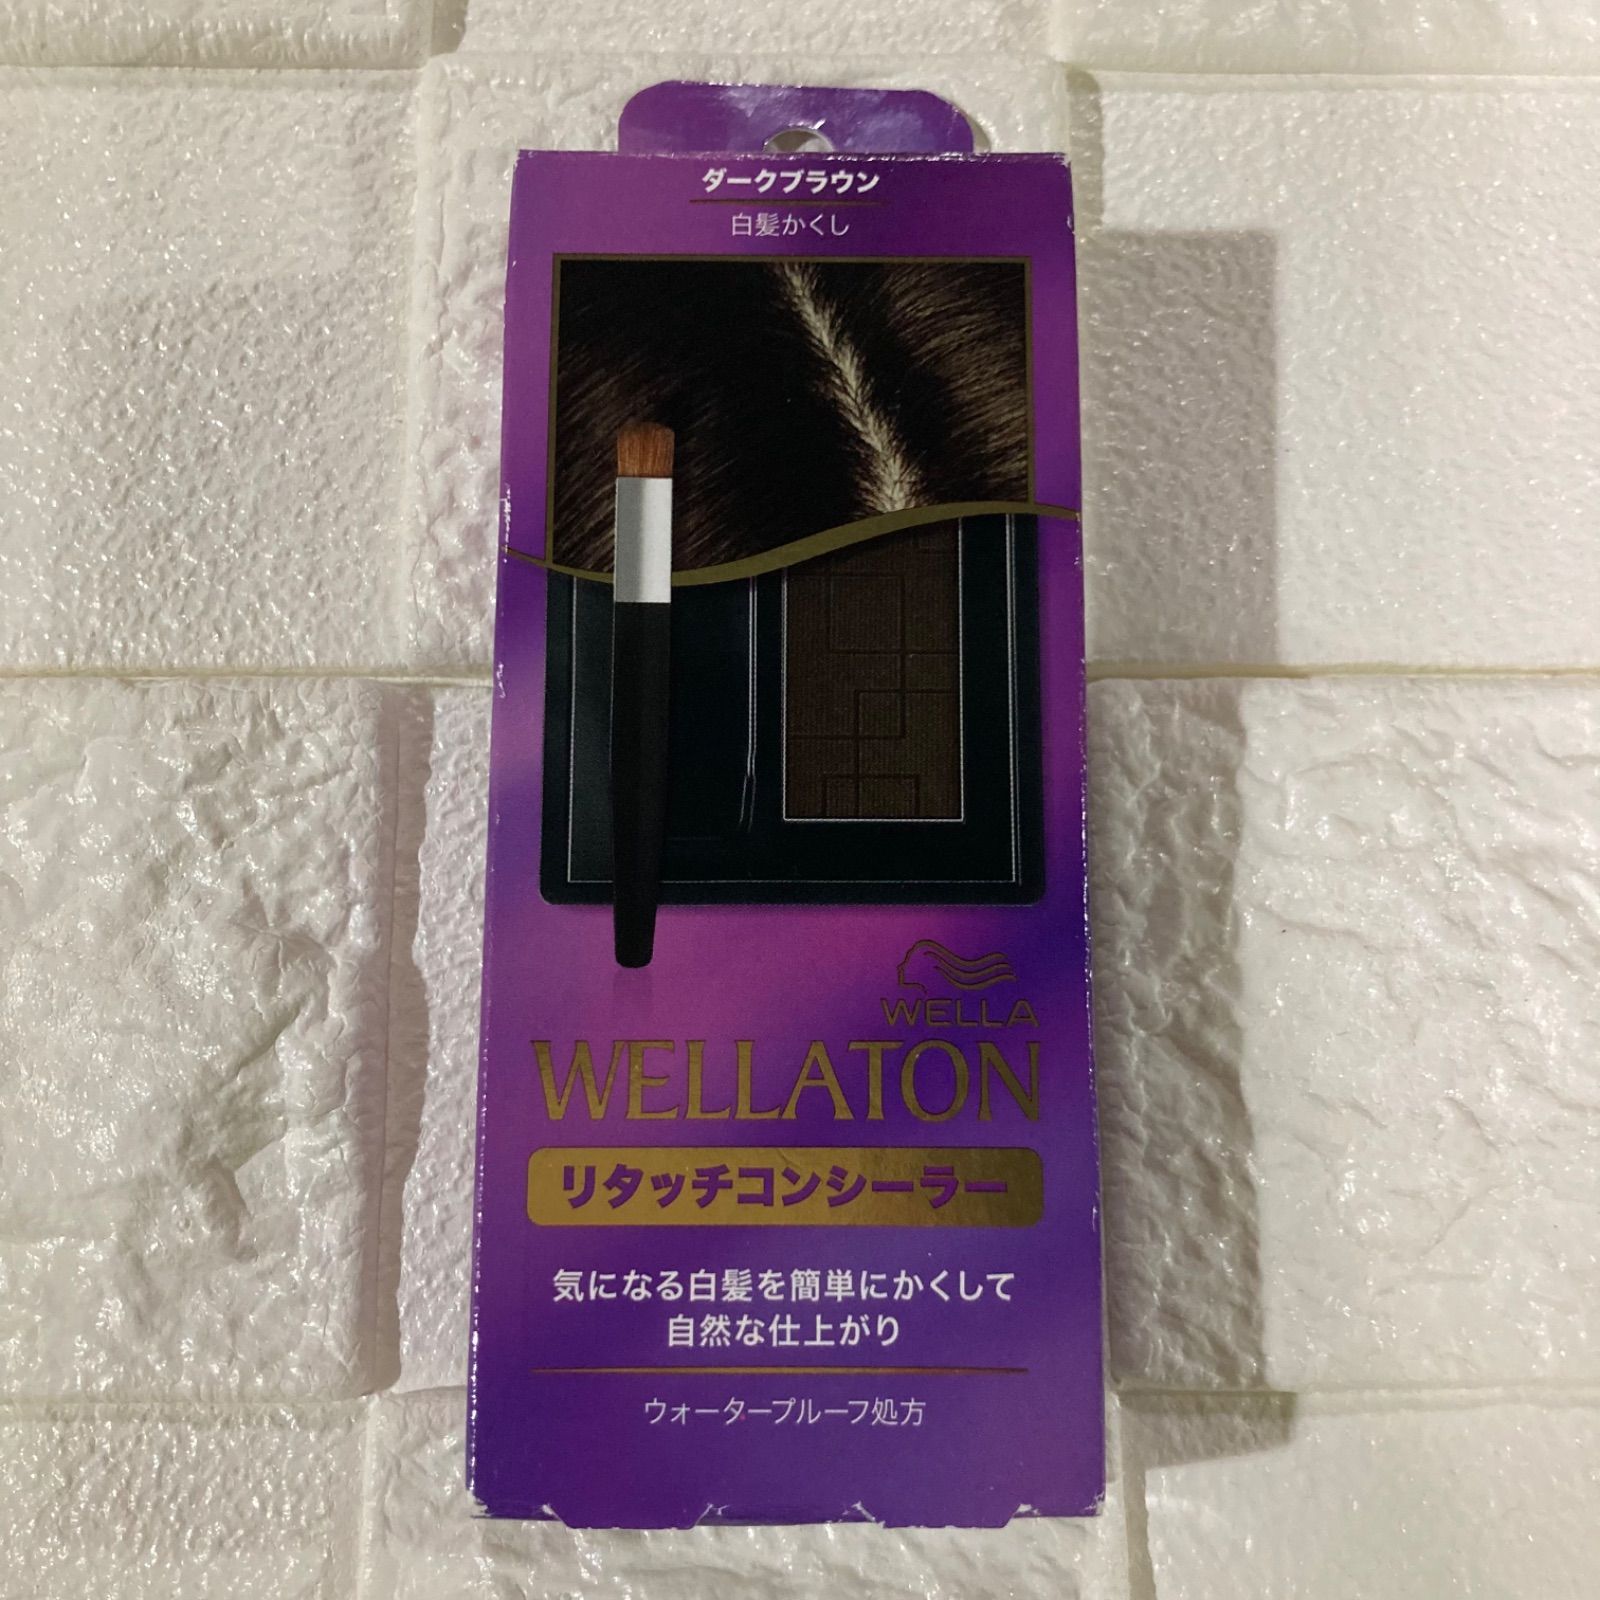 ダークブラウン
白髪かくし
WELLA
WELLATON
リタッチコンシーラー
気になる白髪を簡単にかくして
自然な仕上がり
ウォータープルーフ処方